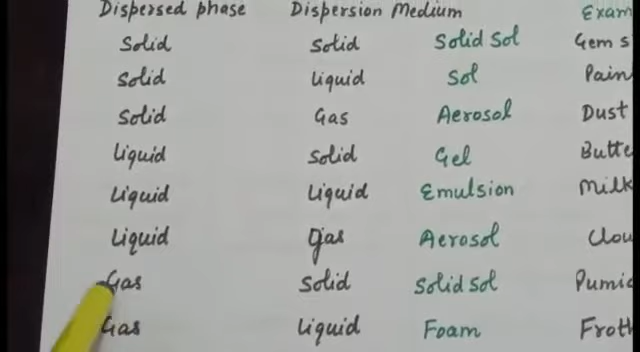 Dispersed phase Dispersion Medium Exam
Solid Solid Solid Sol Gem s
Solid Liquid Sol Pain
Solid Gas Aerosol Dust
Liquid Solid Gel Butte
Liquid Liquid Emulsion Milk
Liquid gas Aerosol Clou
Gas Solid Solid Sol Pumic
Gas Liquid Foam Froth